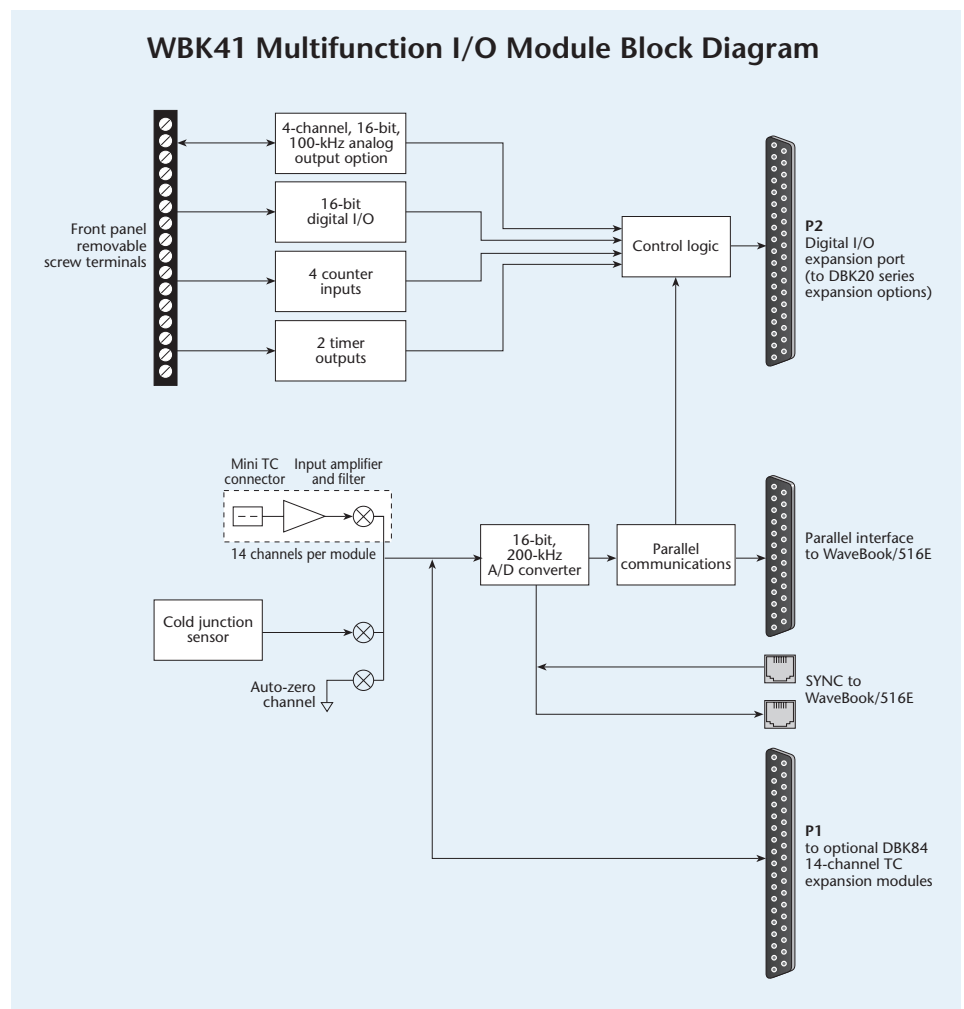 WBK41 Multifunction I/O Module Block Diagram
4-channel, 16-bit,
100-kHz analog
output option
16-bit
digital I/O
4 counter
inputs
2 timer
outputs
Front panel
removable
screw terminals
Control logic
P2
Digital I/O
expansion port
(to DBK20 series
expansion options)
Mini TC
connector
Input amplifier
and filter
14 channels per module
16-bit,
200-kHz
A/D converter
Parallel
communications
Parallel interface
to WaveBook/516E
Cold junction
sensor
Auto-zero
channel
SYNC to
WaveBook/516E
P1
to optional DBK84
14-channel TC
expansion modules